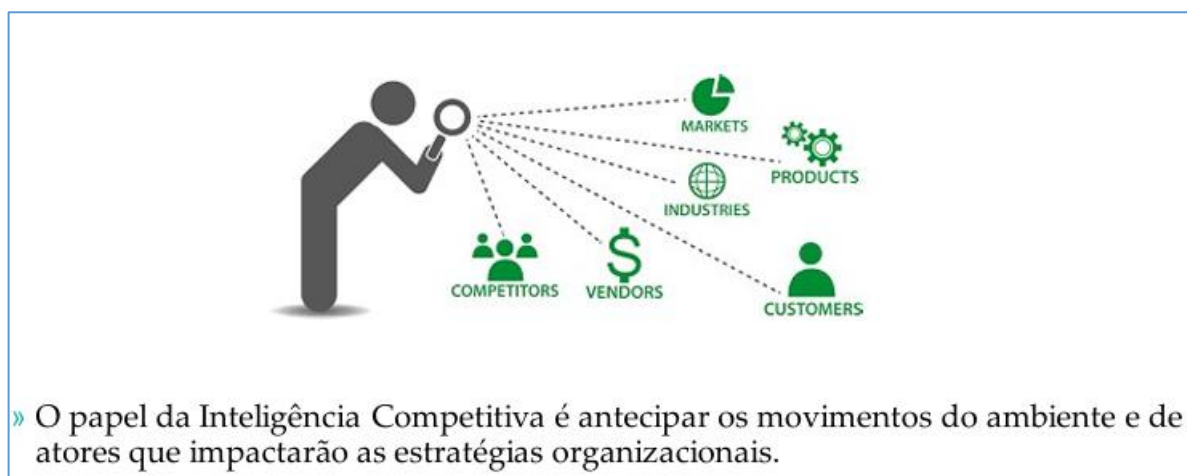 MARKETS
PRODUCTS
INDUSTRIES
COMPETITORS
VENDORS
CUSTOMERS
» O papel da Inteligência Competitiva é antecipar os movimentos do ambiente e de
atores que impactarão as estratégias organizacionais.